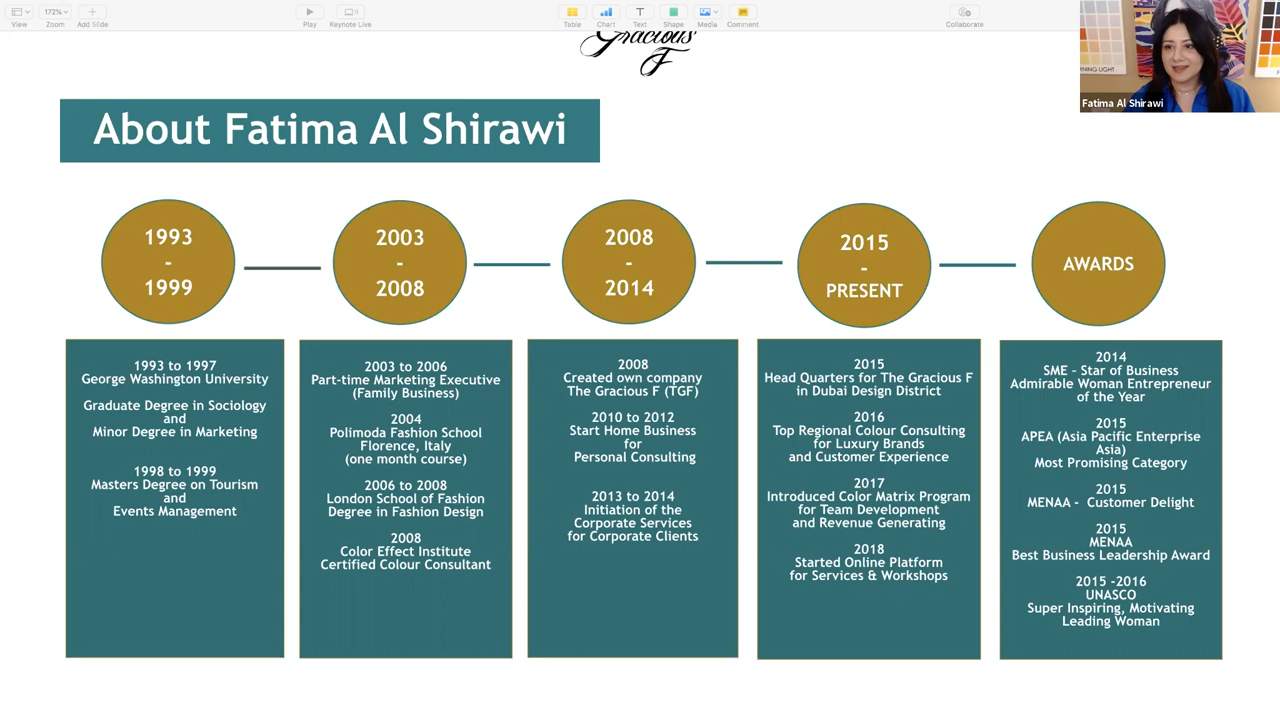 View
172%
Zoom
Add Slide
Play
Keynote Live
Table
Chart
Text
Shape
Media
Comment
Collaborate
Gracious
F
Fatima Al Shirawi
About Fatima Al Shirawi
1993
-
1999
2003
-
2008
2008
-
2014
2015
-
PRESENT
AWARDS
1993 to 1997
George Washington University
Graduate Degree in Sociology
and
Minor Degree in Marketing
1998 to 1999
Masters Degree on Tourism
and
Events Management
2003 to 2006
Part-time Marketing Executive
(Family Business)
2004
Polimoda Fashion School
Florence, Italy
(one month course)
2006 to 2008
London School of Fashion
Degree in Fashion Design
2008
Color Effect Institute
Certified Colour Consultant
2008
Created own company
The Gracious F (TGF)
2010 to 2012
Start Home Business
for
Personal Consulting
2013 to 2014
Initiation of the
Corporate Services
for Corporate Clients
2015
Head Quarters for The Gracious F
in Dubai Design District
2016
Top Regional Colour Consulting
for Luxury Brands
and Customer Experience
2017
Introduced Color Matrix Program
for Team Development
and Revenue Generating
2018
Started Online Platform
for Services & Workshops
2014
SME - Star of Business
Admirable Woman Entrepreneur
of the Year
2015
APEA (Asia Pacific Enterprise
Asia)
Most Promising Category
2015
MENAA - Customer Delight
2015
MENAA
Best Business Leadership Award
2015 -2016
UNASCO
Super Inspiring, Motivating
Leading Woman